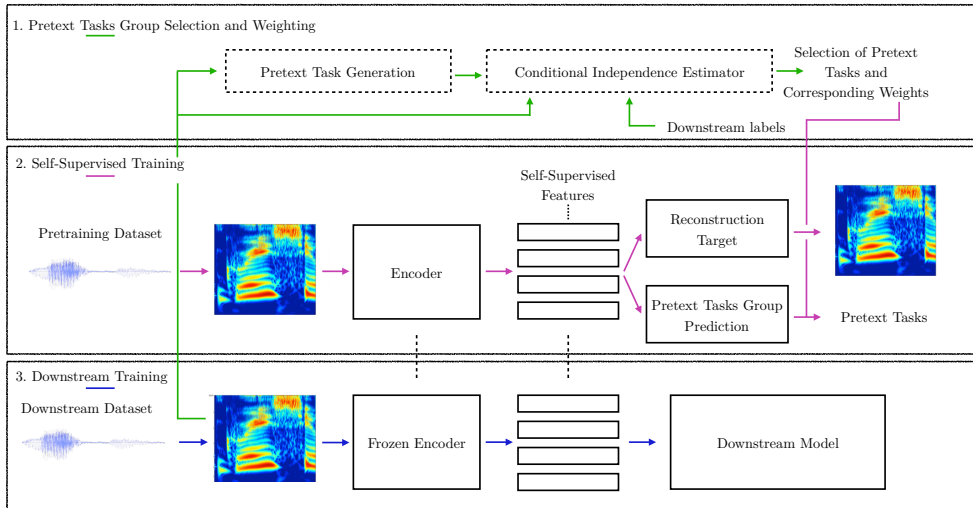 1. Pretext Tasks Group Selection and Weighting
Pretext Task Generation
Conditional Independence Estimator
Selection of Pretext
Tasks and
Corresponding Weights
Downstream labels
2. Self-Supervised Training
Self-Supervised
Features
Pretraining Dataset
Encoder
Reconstruction
Target
Pretext Tasks Group
Prediction
Pretext Tasks
3. Downstream Training
Downstream Dataset
Frozen Encoder
Downstream Model